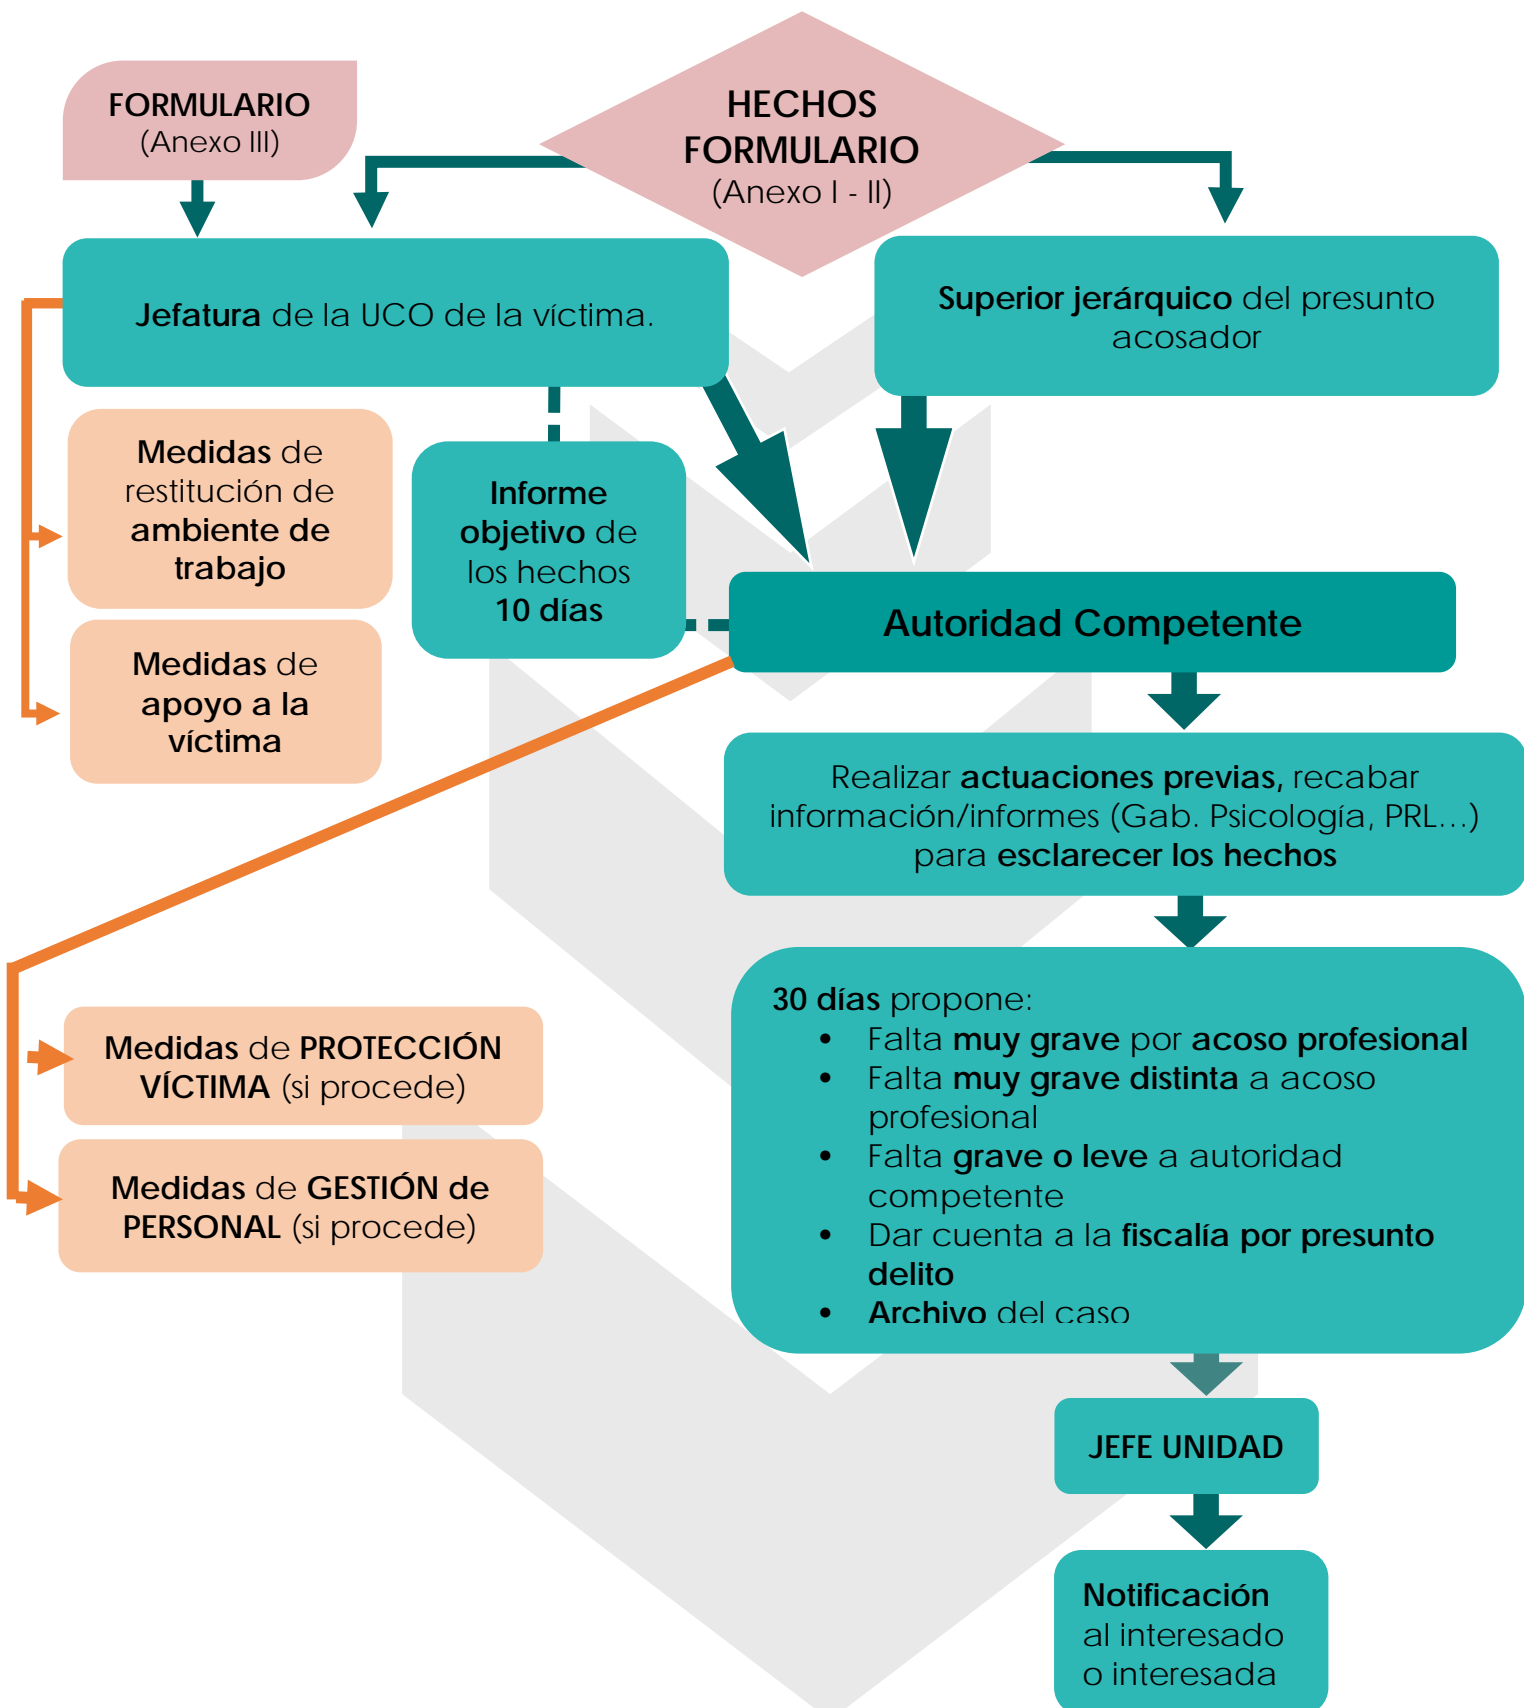 FORMULARIO
(Anexo III)
HECHOS
FORMULARIO
(Anexo I - II)
Jefatura de la UCO de la víctima.
Superior jerárquico del presunto
acosador
Medidas de
restitución de
ambiente de
trabajo
Informe
objetivo de
los hechos
10 días
Medidas de
apoyo a la
víctima
Autoridad Competente
Realizar actuaciones previas, recabar
información/informes (Gab. Psicología, PRL...)
para esclarecer los hechos
30 días propone:
• Falta muy grave por acoso profesional
• Falta muy grave distinta a acoso
profesional
• Falta grave o leve a autoridad
competente
• Dar cuenta a la fiscalía por presunto
delito
• Archivo del caso
Medidas de PROTECCIÓN
VÍCTIMA (si procede)
Medidas de GESTIÓN de
PERSONAL (si procede)
JEFE UNIDAD
Notificación
al interesado
o interesada